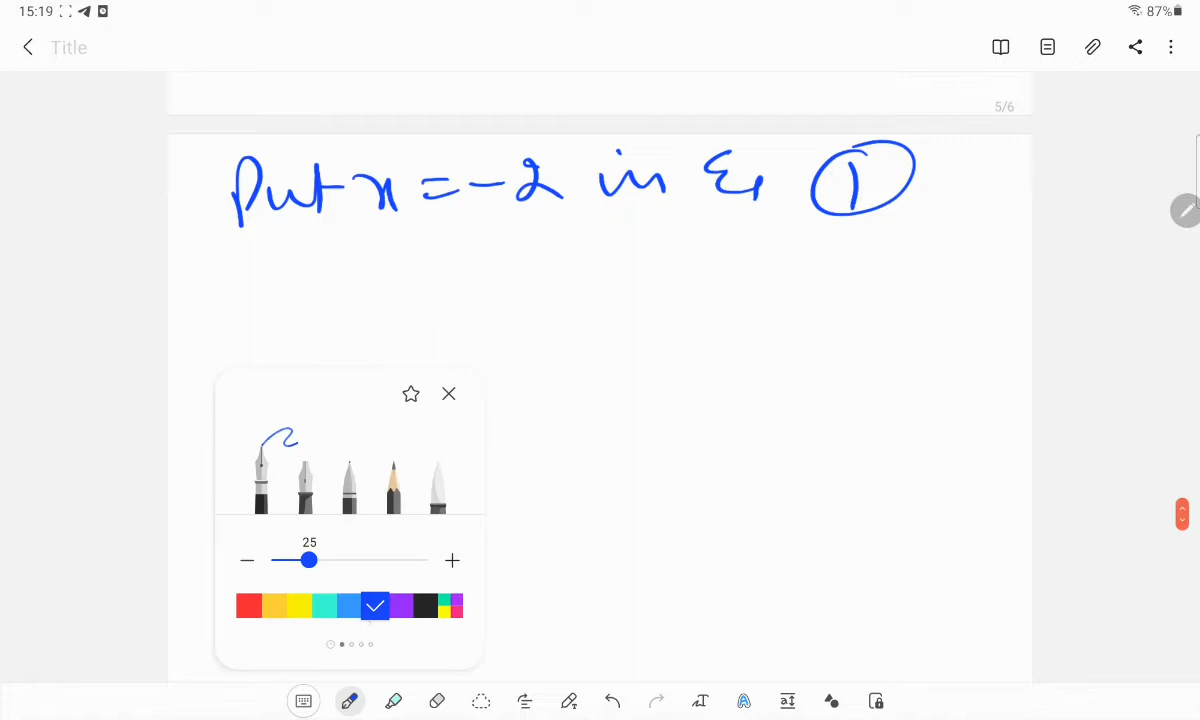 15:19 87%
Title
5/6
Put x = -2 in Eq ①
25